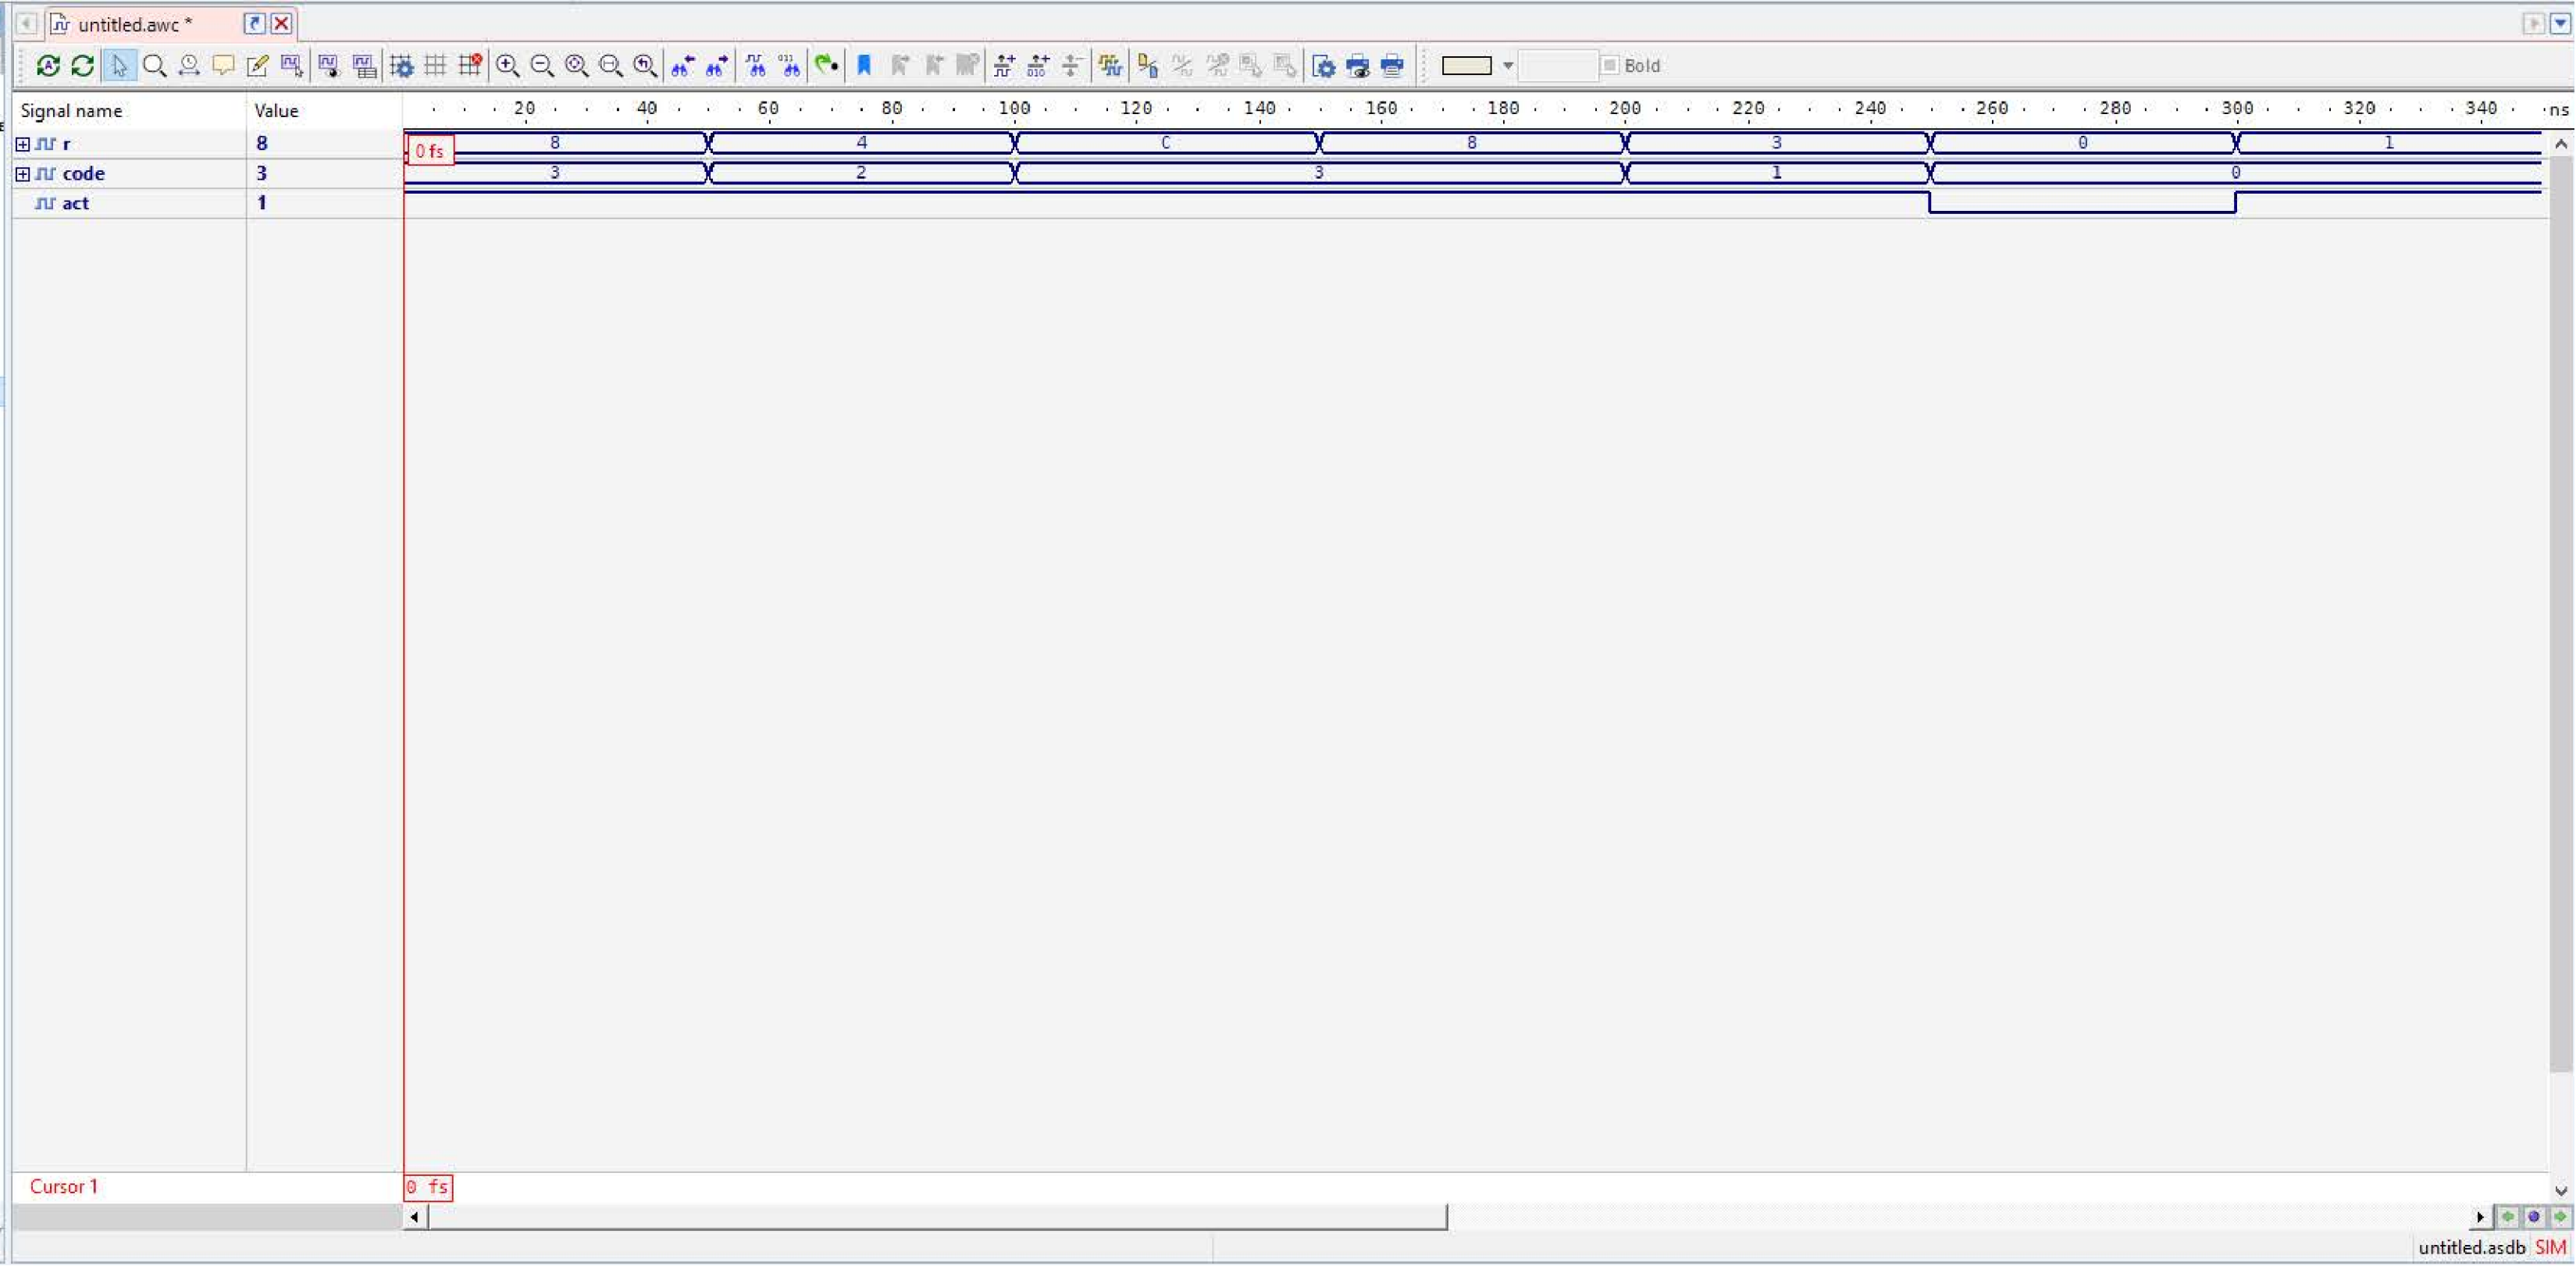 untitled.awc *
Bold
Signal name Value 20 40 60 80 100 120 140 160 180 200 220 240 260 280 300 320 340 ns
r 8 0 fs 8 4 C 8 3 0 1
code 3 3 2 3 1 0
act 1
Cursor 1 0 fs
untitled.asdb SIM